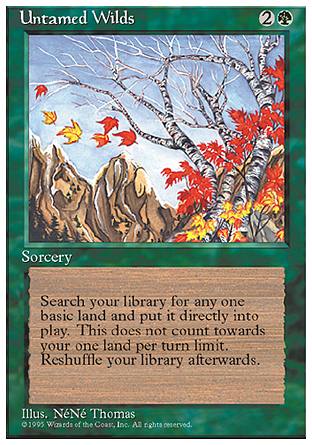 Untamed Wilds 2
Sorcery
Search your library for any one
basic land and put it directly into
play. This does not count towards
your one land per turn limit.
Reshuffle your library afterwards.
Illus. NéNé Thomas
©1995 Wizards of the Coast, Inc. All rights reserved.